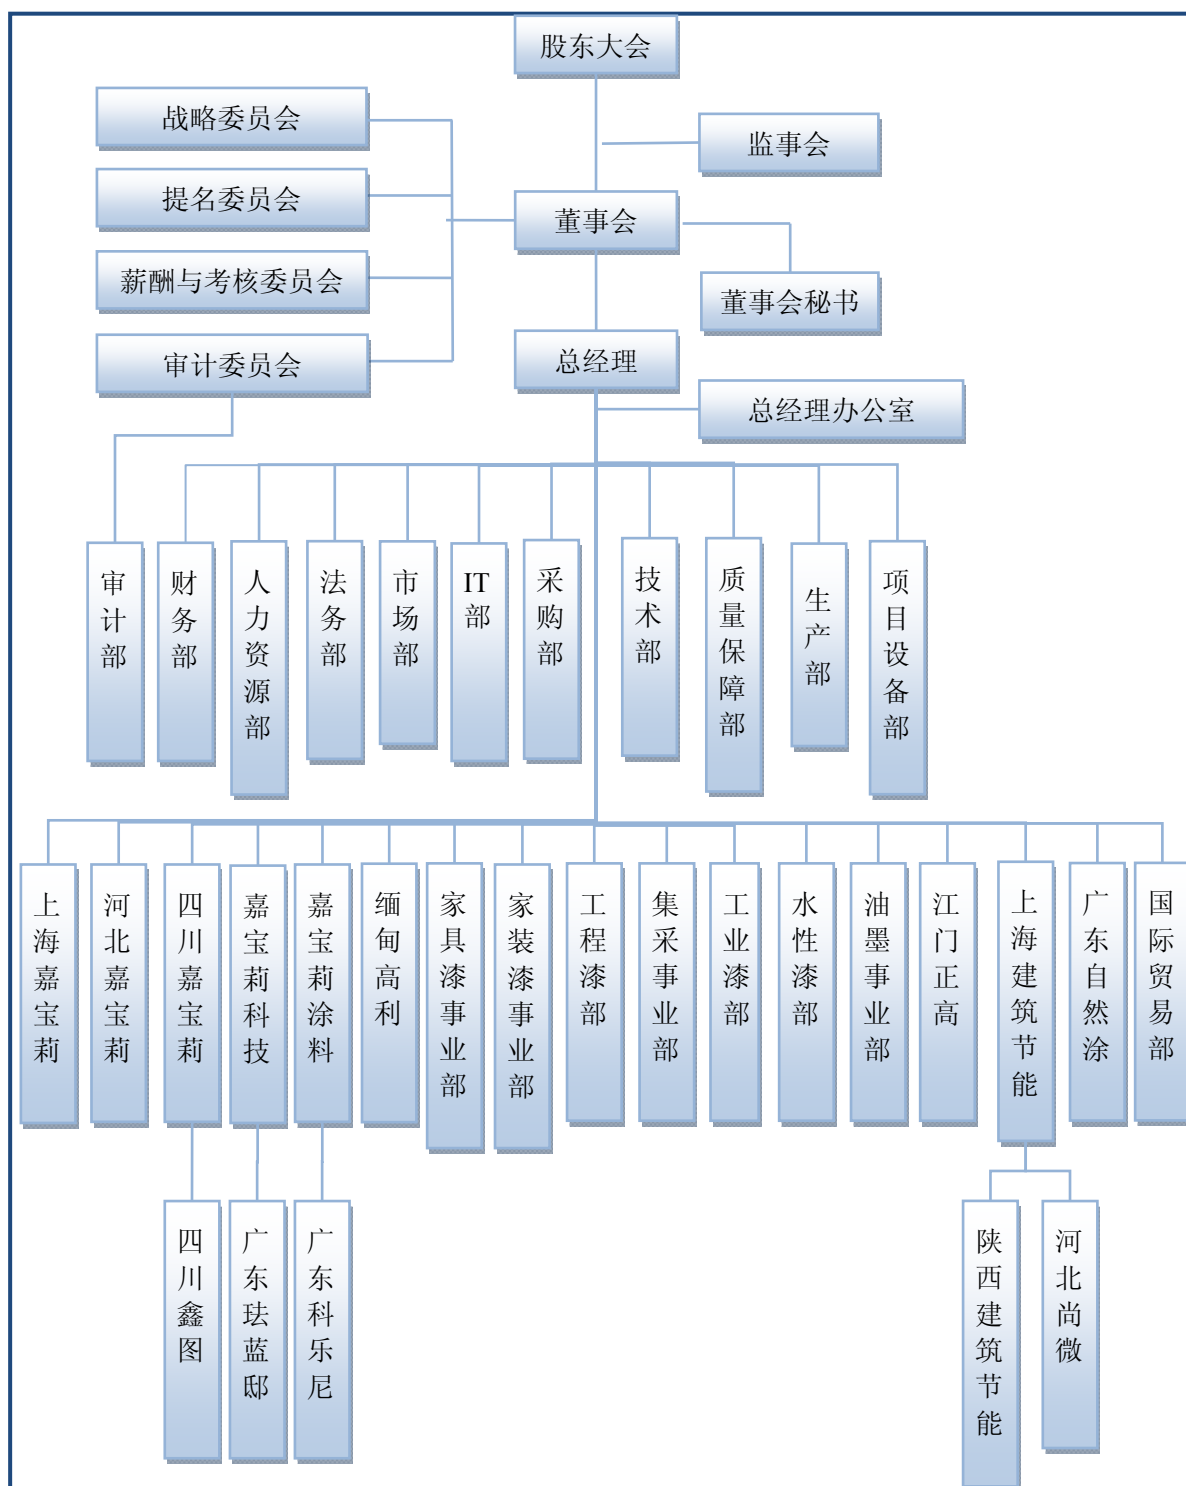 股东大会
战略委员会
监事会
提名委员会
董事会
薪酬与考核委员会
董事会秘书
审计委员会
总经理
总经理办公室
审计部
财务部
人力资源部
法务部
市场部
IT部
采购部
技术部
质量保障部
生产部
项目设备部
上海嘉宝莉
河北嘉宝莉
四川嘉宝莉
嘉宝莉科技
嘉宝莉涂料
缅甸高利
家具漆事业部
家装漆事业部
工程漆部
集采事业部
工业漆部
水性漆部
油墨事业部
江门正高
上海建筑节能
广东自然涂
国际贸易部
四川鑫图
广东珐蓝邸
广东科乐尼
陕西建筑节能
河北尚微